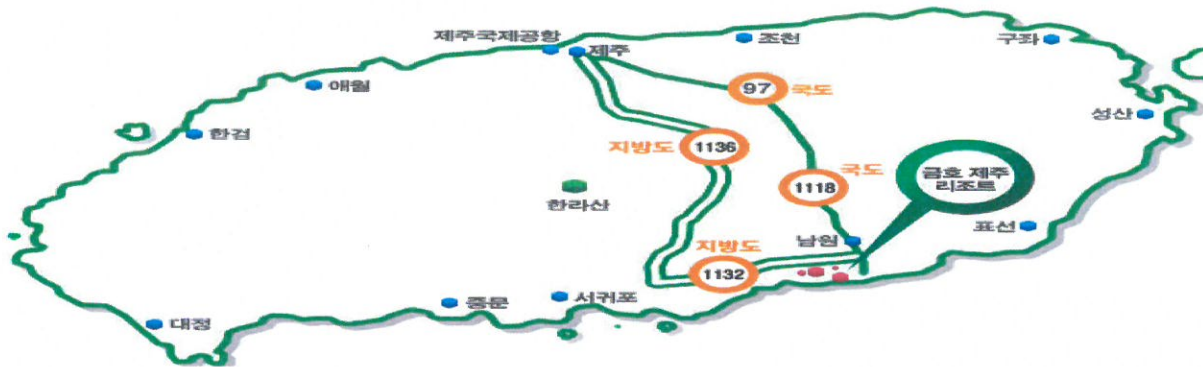 제주국제공항
제주
조천
구좌
애월
97
국도
성산
한검
지방도
1136
금호 제주
리조트
1118
국도
한라산
표선
남원
지방도
1132
중문
서귀포
대정